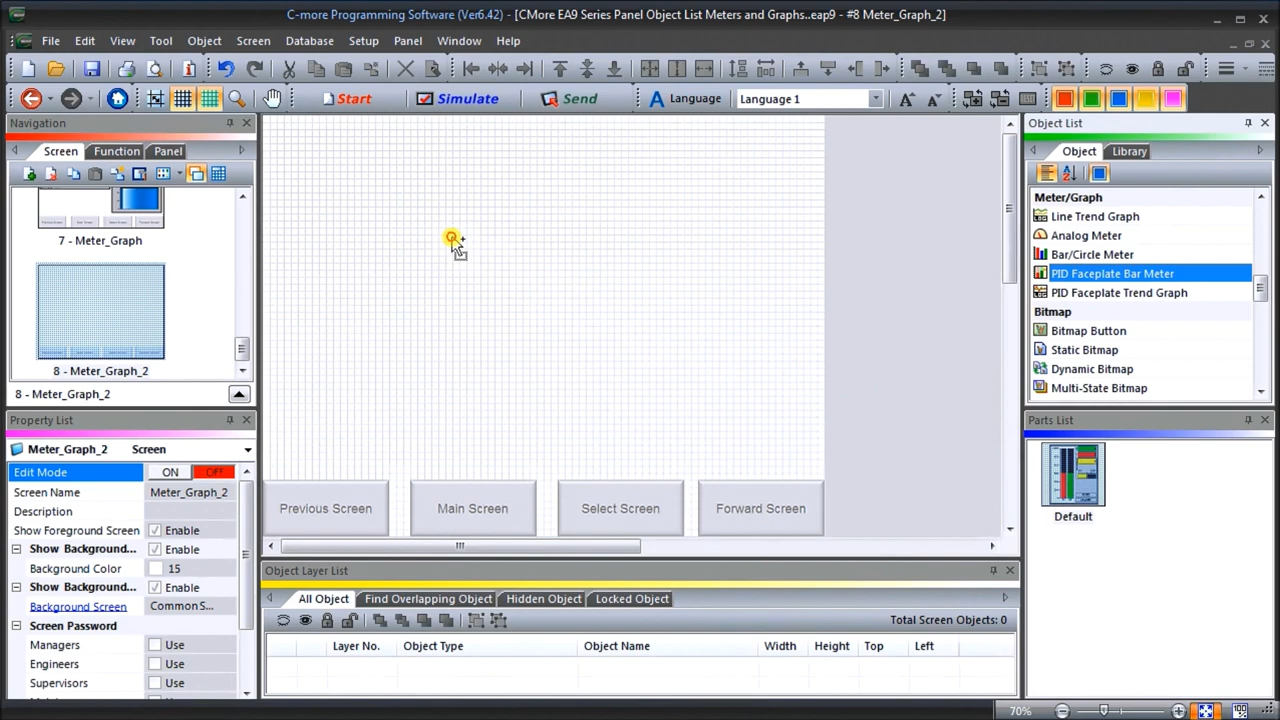 C-more Programming Software (Ver6.42) - [CMore EA9 Series Panel Object List Meters and Graphs..eap9 - #8 Meter_Graph_2]
File Edit View Tool Object Screen Database Setup Panel Window Help
Start Simulate Send Language Language 1
Navigation
Screen Function Panel
7 - Meter_Graph
8 - Meter_Graph_2
8 - Meter_Graph_2
Property List
Meter_Graph_2 Screen
Edit Mode ON OFF
Screen Name Meter_Graph_2
Description
Show Foreground Screen Enable
Show Background... Enable
Background Color 15
Show Background... Enable
Background Screen Common S...
Screen Password
Managers Use
Engineers Use
Supervisors Use
Previous Screen Main Screen Select Screen Forward Screen
Object Layer List
All Object Find Overlapping Object Hidden Object Locked Object
Total Screen Objects: 0
Layer No. Object Type Object Name Width Height Top Left
Object List
Object Library
Meter/Graph
Line Trend Graph
Analog Meter
Bar/Circle Meter
PID Faceplate Bar Meter
PID Faceplate Trend Graph
Bitmap
Bitmap Button
Static Bitmap
Dynamic Bitmap
Multi-State Bitmap
Parts List
Default
70%